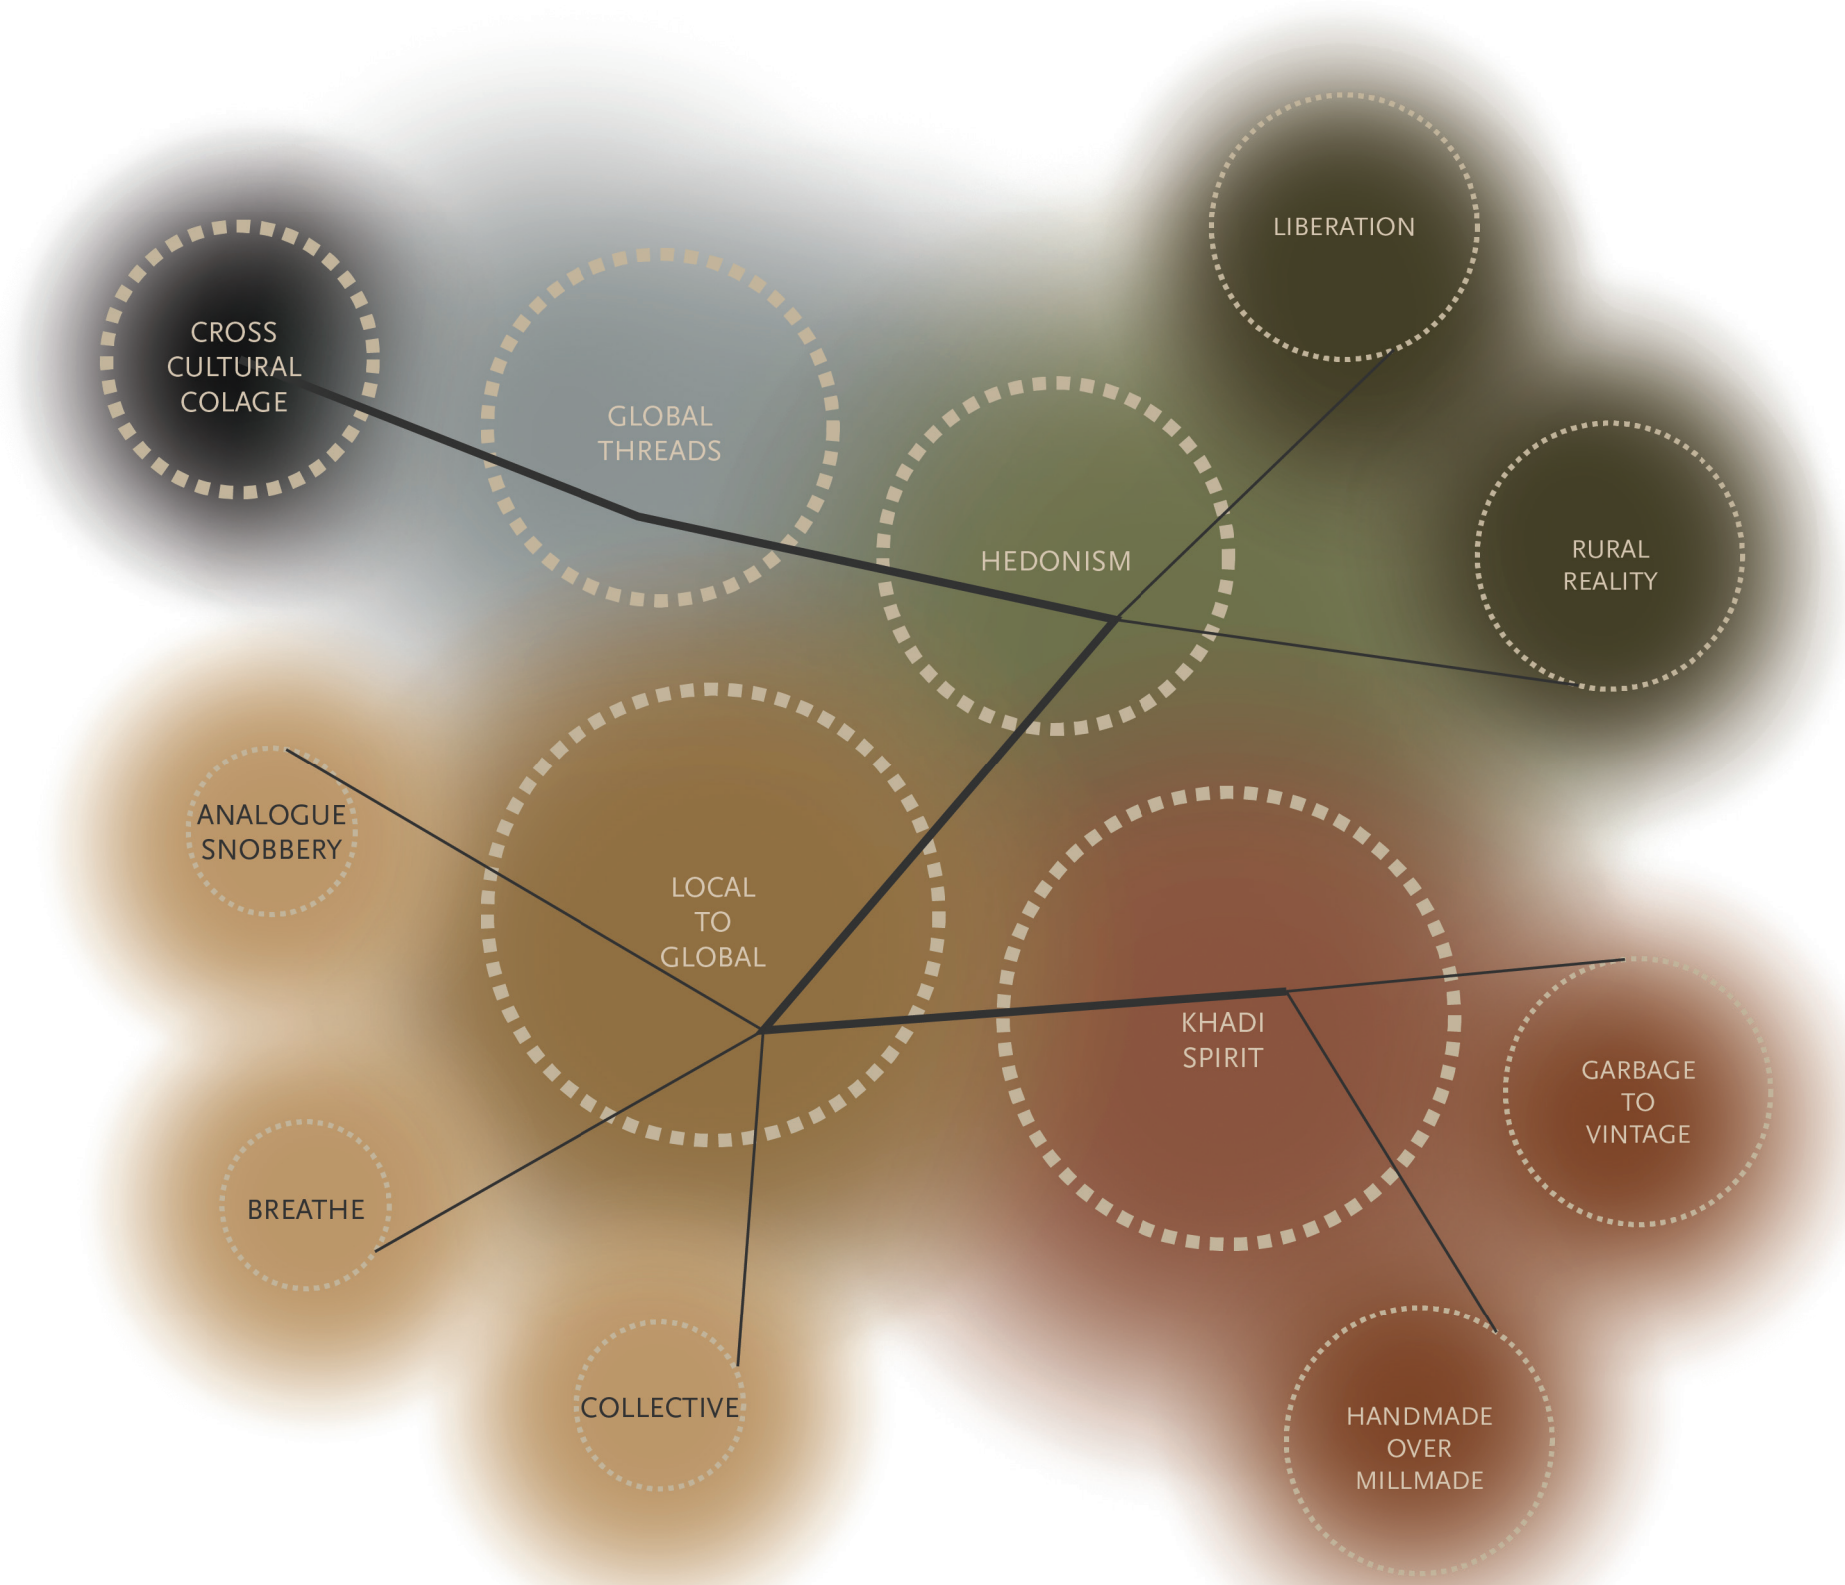 LIBERATION
CROSS
CULTURAL
COLAGE
GLOBAL
THREADS
HEDONISM
RURAL
REALITY
ANALOGUE
SNOBBERY
LOCAL
TO
GLOBAL
KHADI
SPIRIT
GARBAGE
TO
VINTAGE
BREATHE
COLLECTIVE
HANDMADE
OVER
MILLMADE